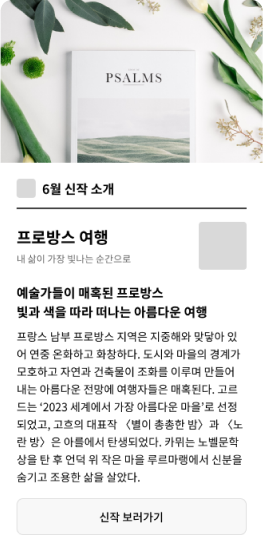 PSALMS
6월 신작 소개
프로방스 여행
내 삶이 가장 빛나는 순간으로
예술가들이 매혹된 프로방스
빛과 색을 따라 떠나는 아름다운 여행
프랑스 남부 프로방스 지역은 지중해와 맞닿아 있
어 연중 온화하고 화창하다. 도시와 마을의 경계가
모호하고 자연과 건축물이 조화를 이루며 만들어
내는 아름다운 전망에 여행자들은 매혹된다. 고르
드는 ‘2023 세계에서 가장 아름다운 마을’로 선정
되었고, 고흐의 대표작 〈별이 총총한 밤〉과 〈노
란 방〉은 아를에서 탄생되었다. 카뮈는 노벨문학
상을 탄 후 언덕 위 작은 마을 루르마랭에서 신분을
숨기고 조용한 삶을 살았다.
신작 보러가기